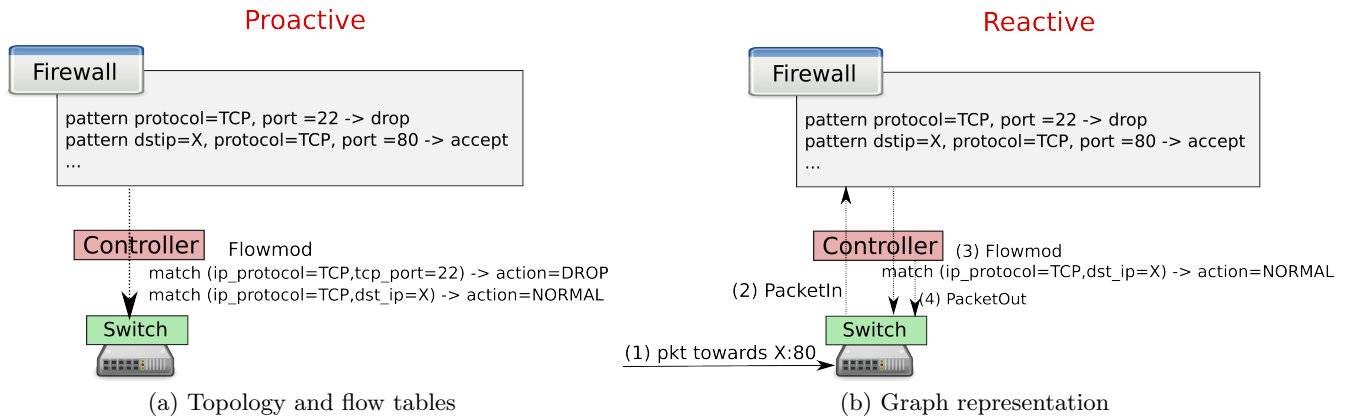 Proactive
Firewall
pattern protocol=TCP, port =22 -> drop
pattern dstip=X, protocol=TCP, port =80 -> accept
...
Controller
Flowmod
match (ip_protocol=TCP,tcp_port=22) -> action=DROP
match (ip_protocol=TCP,dst_ip=X) -> action=NORMAL
Switch
(a) Topology and flow tables
Reactive
Firewall
pattern protocol=TCP, port =22 -> drop
pattern dstip=X, protocol=TCP, port =80 -> accept
...
Controller
(3) Flowmod
match (ip_protocol=TCP,dst_ip=X) -> action=NORMAL
(2) PacketIn
(4) PacketOut
Switch
(1) pkt towards X:80
(b) Graph representation